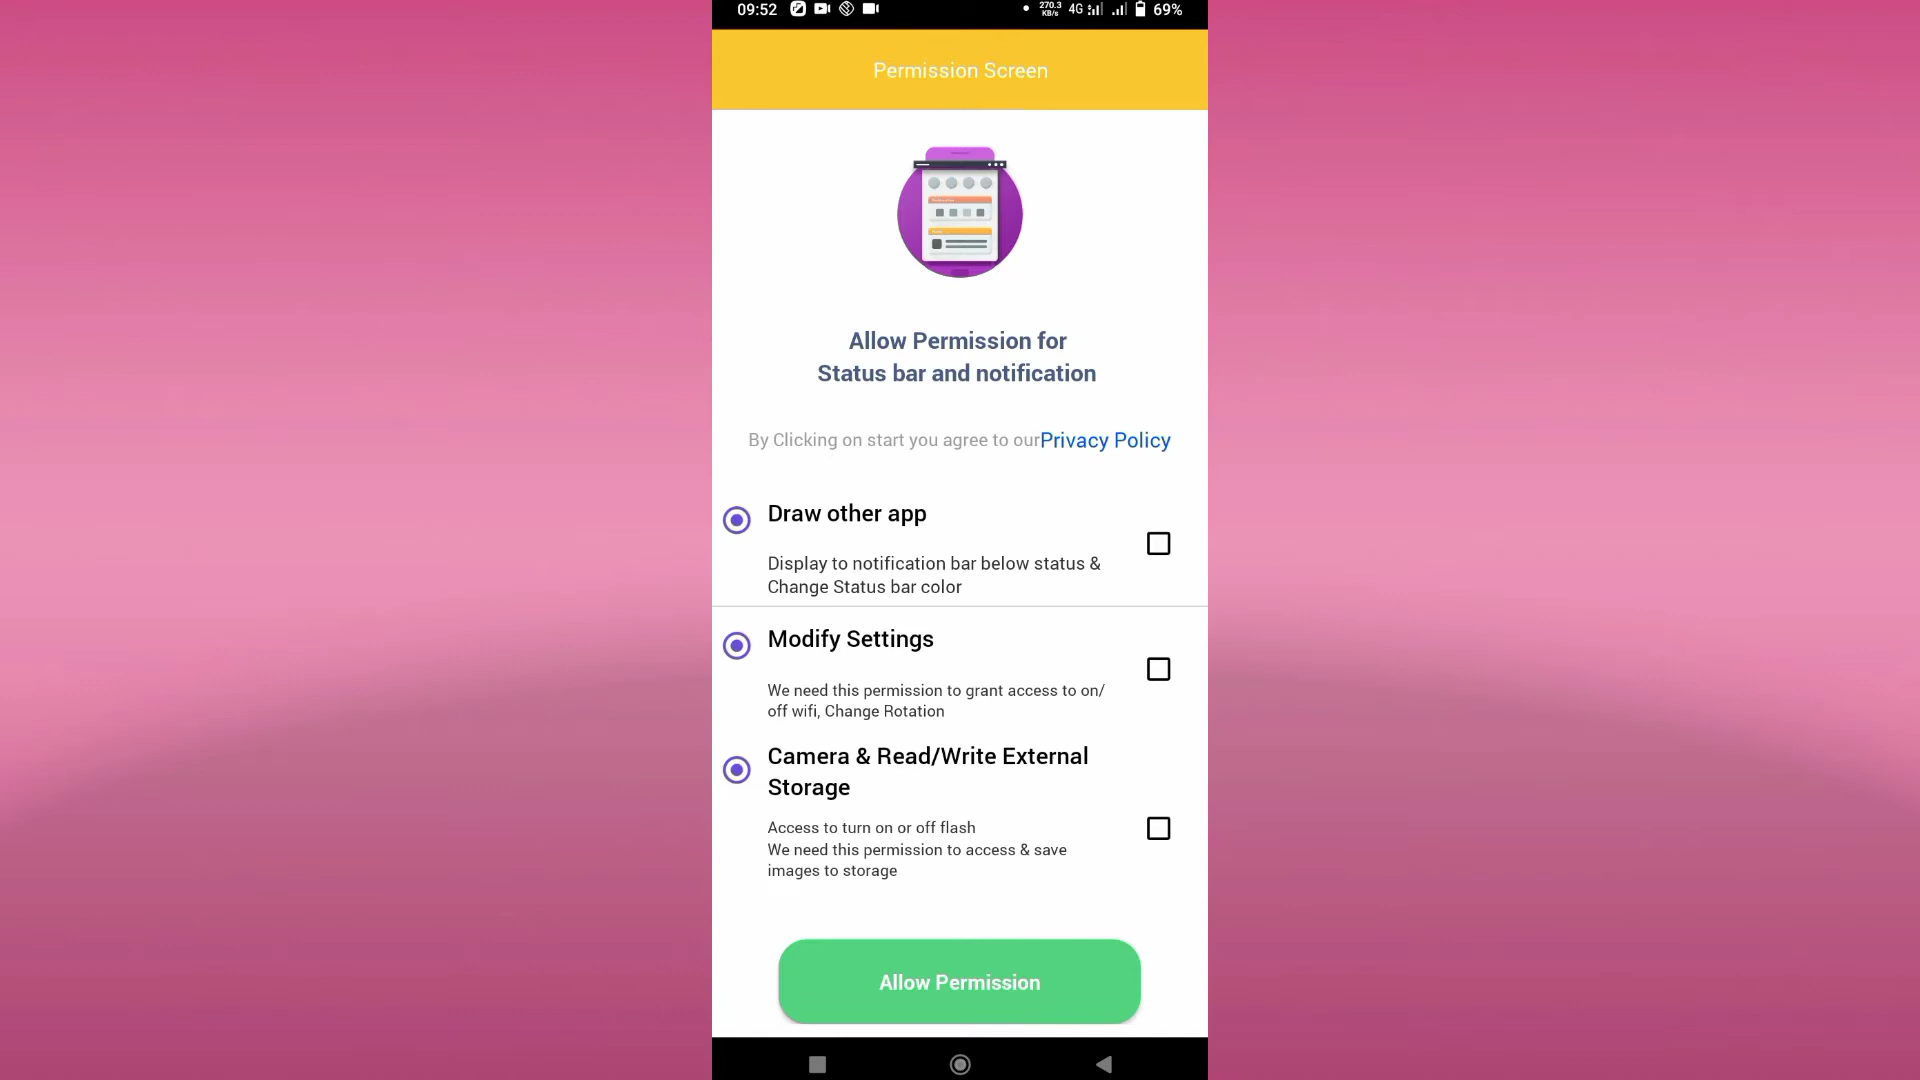 09:52
270.3
KB/s
4G
69%
Permission Screen
Allow Permission for
Status bar and notification
By Clicking on start you agree to ourPrivacy Policy
Draw other app
Display to notification bar below status &
Change Status bar color
Modify Settings
We need this permission to grant access to on/
off wifi, Change Rotation
Camera & Read/Write External
Storage
Access to turn on or off flash
We need this permission to access & save
images to storage
Allow Permission